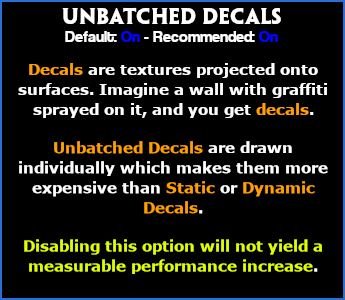 UNBATCHED DECALS
Default: On - Recommended: On
Decals are textures projected onto
surfaces. Imagine a wall with graffiti
sprayed on it, and you get decals.
Unbatched Decals are drawn
individually which makes them more
expensive than Static or Dynamic
Decals.
Disabling this option will not yield a
measurable performance increase.